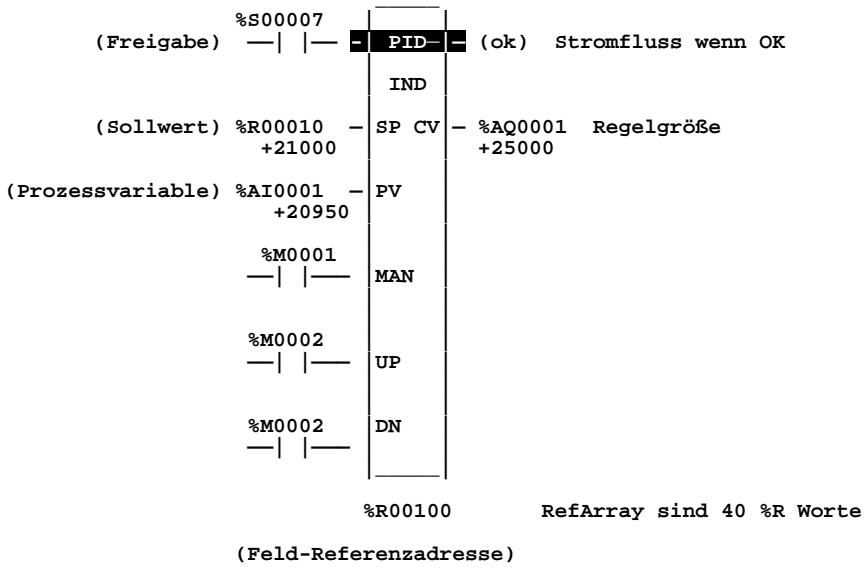 %S00007
(Freigabe) PID (ok) Stromfluss wenn OK
IND
(Sollwert) %R00010 SP CV %AQ0001 Regelgröße
+21000 +25000
(Prozessvariable) %AI0001 PV
+20950
%M0001
MAN
%M0002
UP
%M0002 DN
%R00100 RefArray sind 40 %R Worte
(Feld-Referenzadresse)